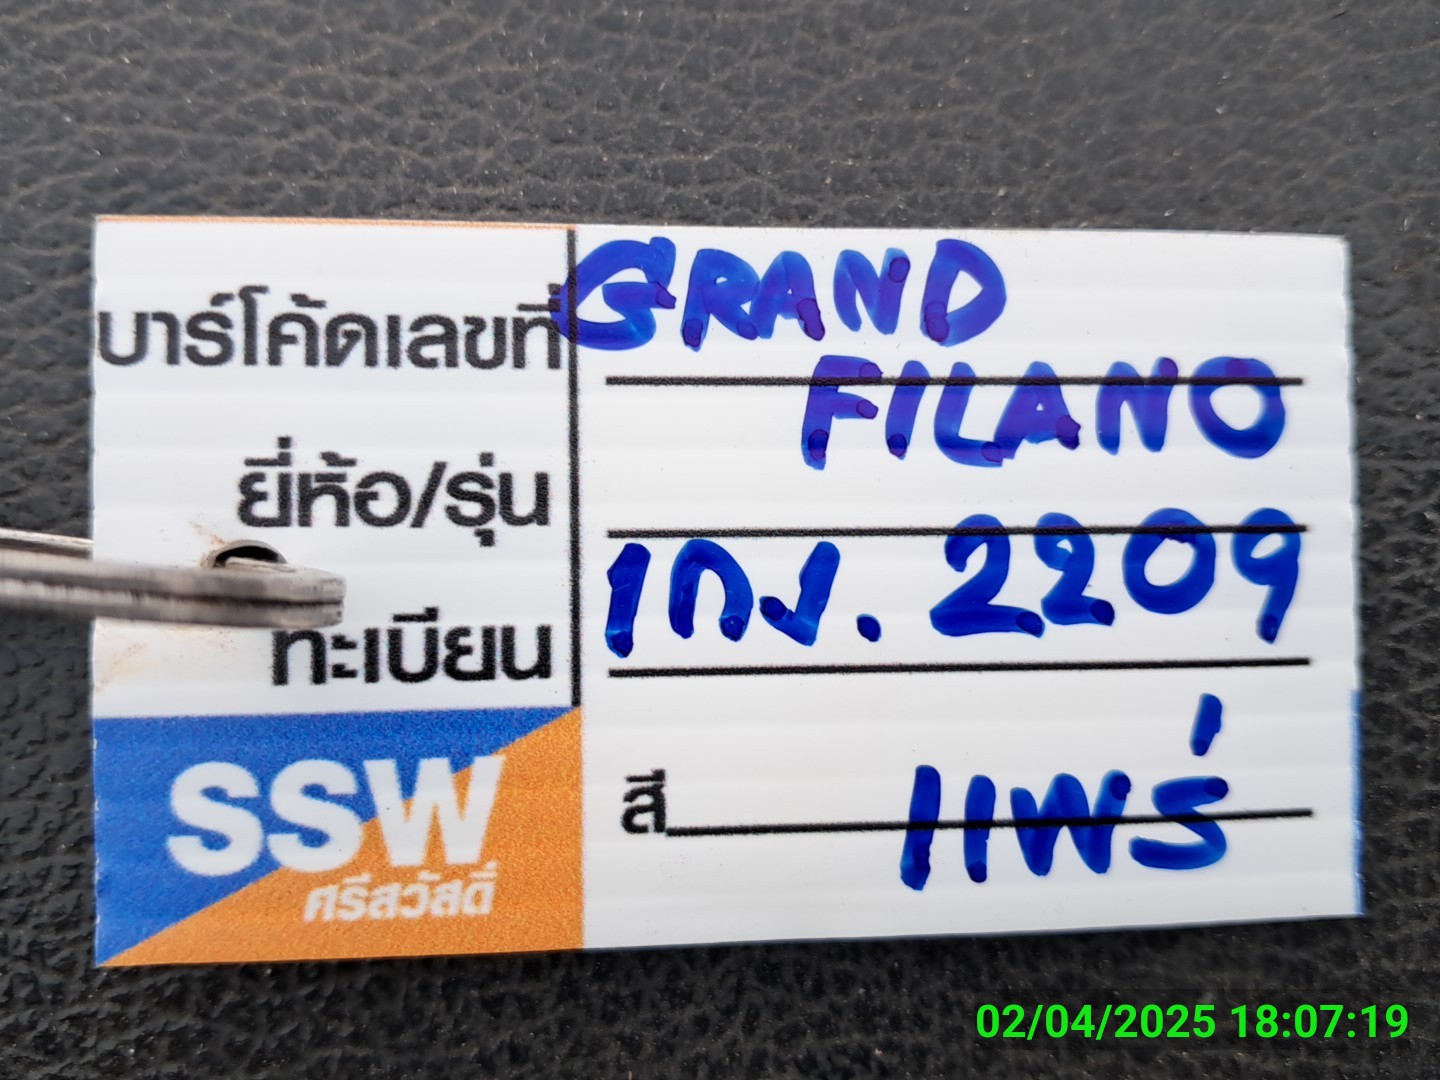 บาร์โค้ดเลขที่ GRAND
FILANO
ยี่ห้อ/รุ่น
ทะเบียน 1กง. 2209
สี แพร่
SSW
ศรีสวัสดิ์
02/04/2025 18:07:19